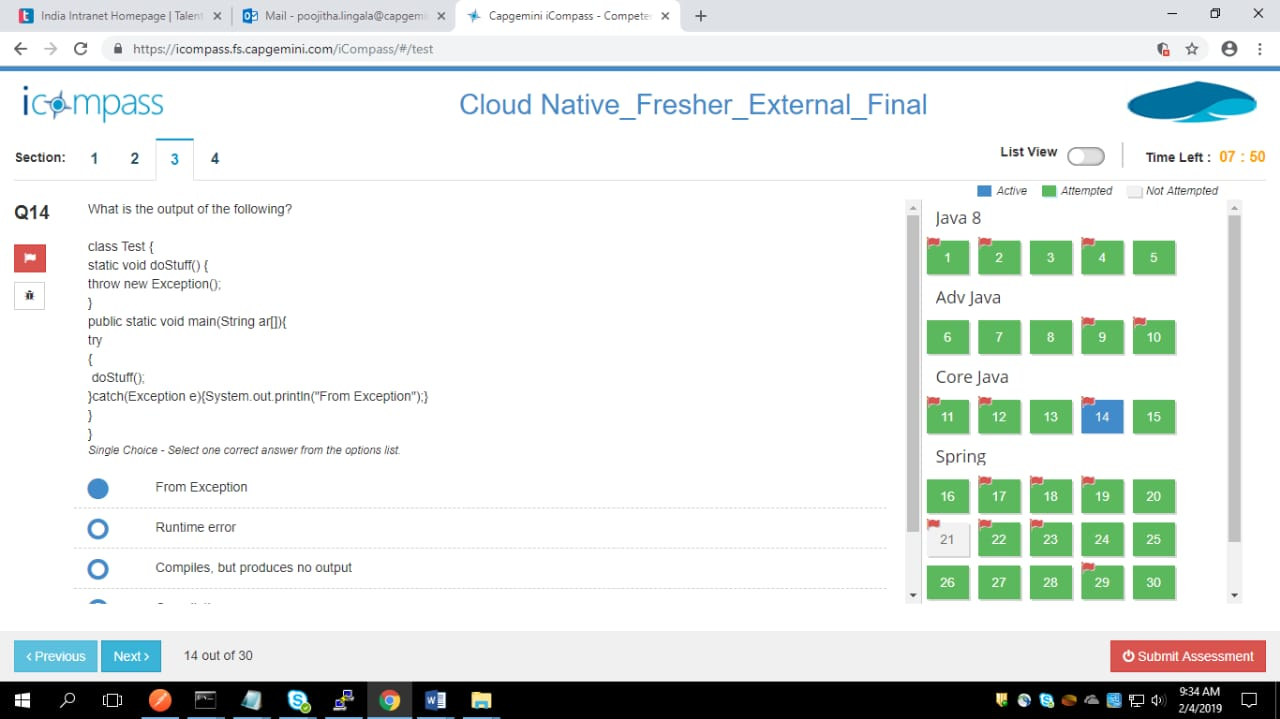 India Intranet Homepage | Talent
Mail - poojitha.lingala@capgemin
Capgemini iCompass - Competen
https://icompass.fs.capgemini.com/iCompass/#/test
icompass
Cloud Native_Fresher_External_Final
Section: 1 2 3 4
List View
Time Left : 07 : 50
Active Attempted Not Attempted
Q14
What is the output of the following?
class Test {
static void doStuff() {
throw new Exception();
}
public static void main(String ar[]){
try
{
doStuff();
}catch(Exception e){System.out.println("From Exception");}
}
}
Single Choice - Select one correct answer from the options list.
From Exception
Runtime error
Compiles, but produces no output
Java 8
1 2 3 4 5
Adv Java
6 7 8 9 10
Core Java
11 12 13 14 15
Spring
16 17 18 19 20
21 22 23 24 25
26 27 28 29 30
‹ Previous
Next ›
14 out of 30
Submit Assessment
9:34 AM
2/4/2019